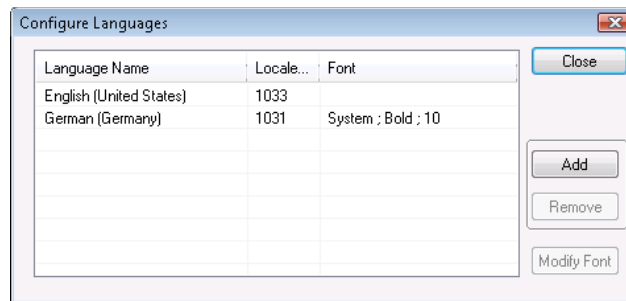 Configure Languages
Language Name Locale... Font
English (United States) 1033
German (Germany) 1031 System ; Bold ; 10
Close
Add
Remove
Modify Font